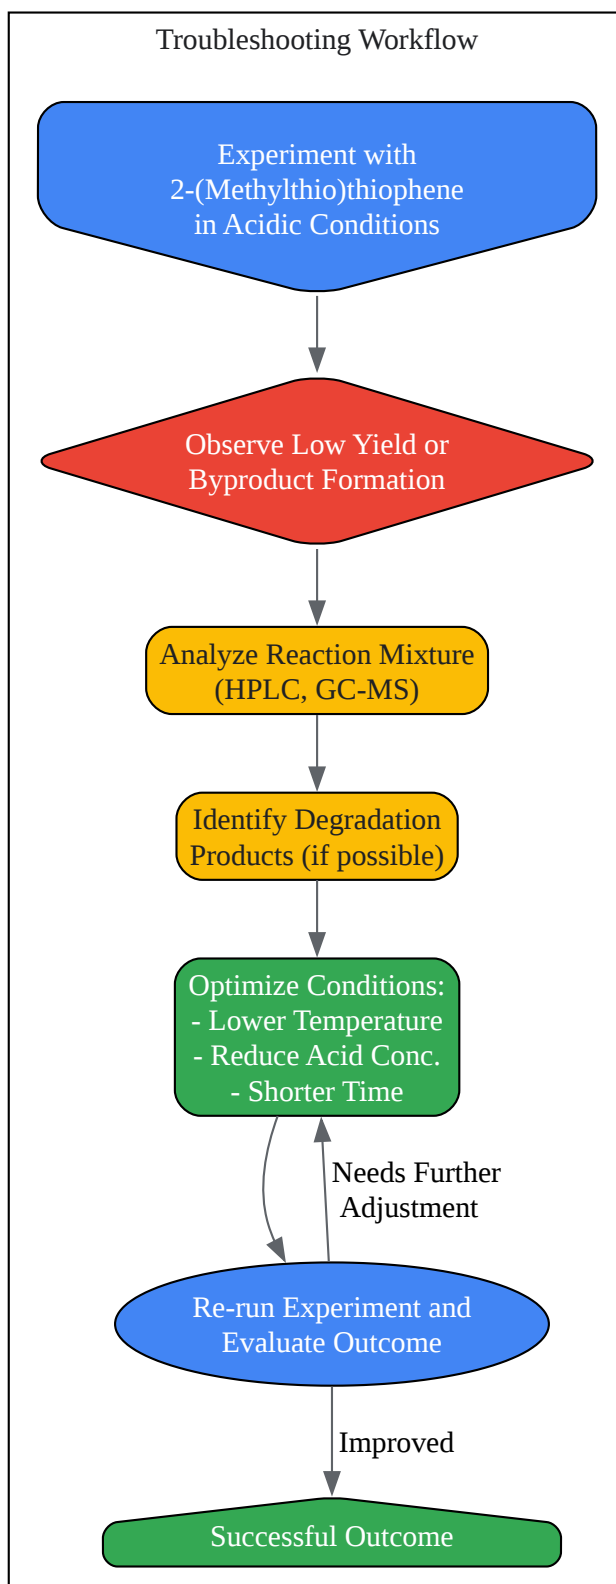 Troubleshooting Workflow
Experiment with
2-(Methylthio)thiophene
in Acidic Conditions
Observe Low Yield or
Byproduct Formation
Analyze Reaction Mixture
(HPLC, GC-MS)
Identify Degradation
Products (if possible)
Optimize Conditions:
- Lower Temperature
- Reduce Acid Conc.
- Shorter Time
Needs Further
Adjustment
Re-run Experiment and
Evaluate Outcome
Improved
Successful Outcome